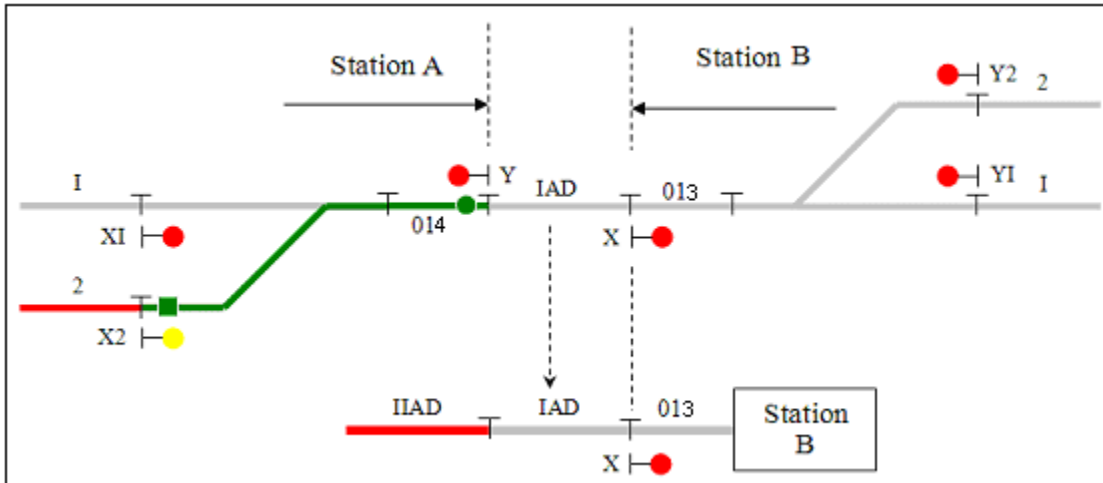 Station A
Station B
Y2
2
I
Y
IAD
013
YI
I
XI
014
X
2
X2
IIAD
IAD
013
Station
B
X